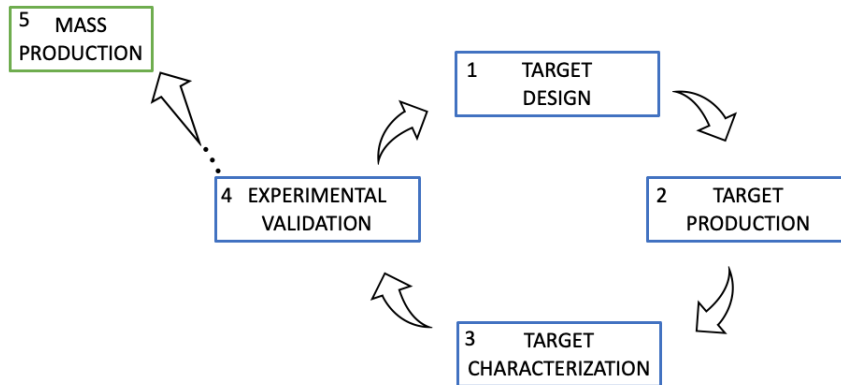 5 MASS
PRODUCTION
1 TARGET
DESIGN
2 TARGET
PRODUCTION
3 TARGET
CHARACTERIZATION
4 EXPERIMENTAL
VALIDATION